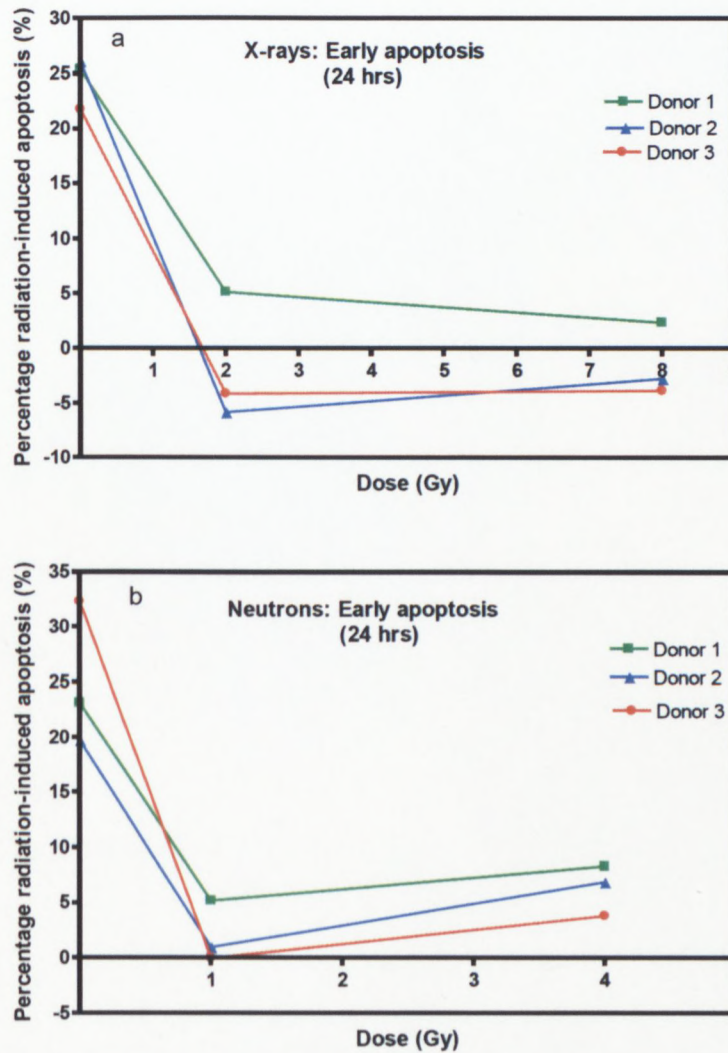 a
X-rays: Early apoptosis
(24 hrs)
Donor 1
Donor 2
Donor 3
Percentage radiation-induced apoptosis (%)
30
25
20
15
10
5
0
-5
-10
1 2 3 4 5 6 7 8
Dose (Gy)
b
Neutrons: Early apoptosis
(24 hrs)
Donor 1
Donor 2
Donor 3
Percentage radiation-induced apoptosis (%)
35
30
25
20
15
10
5
0
-5
1 2 3 4
Dose (Gy)